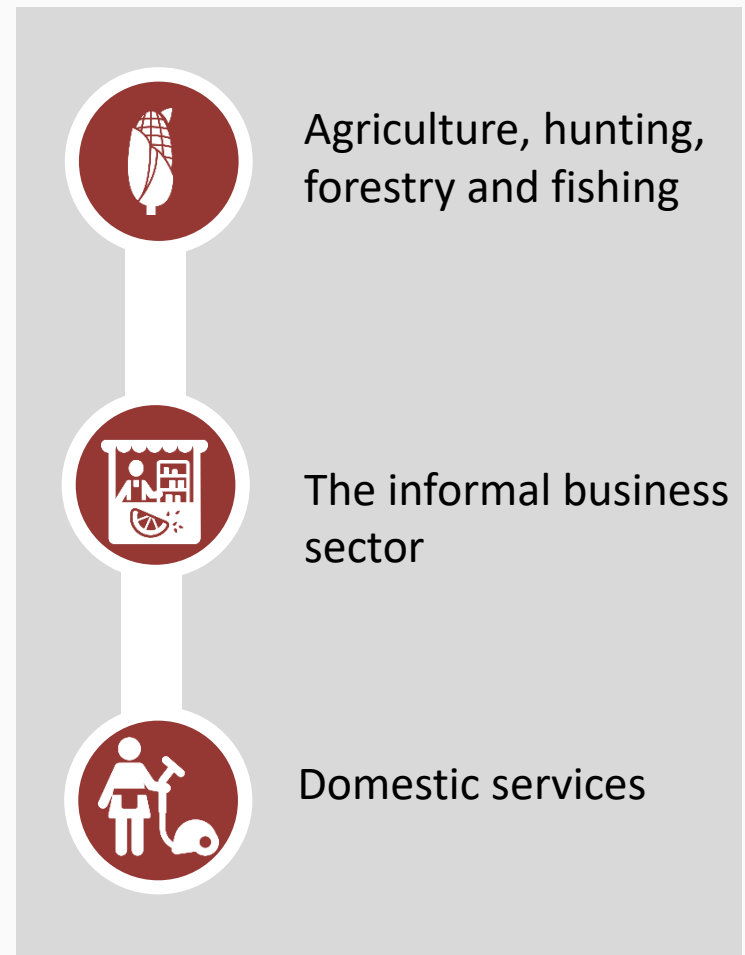 Agriculture, hunting,
forestry and fishing
The informal business
sector
Domestic services